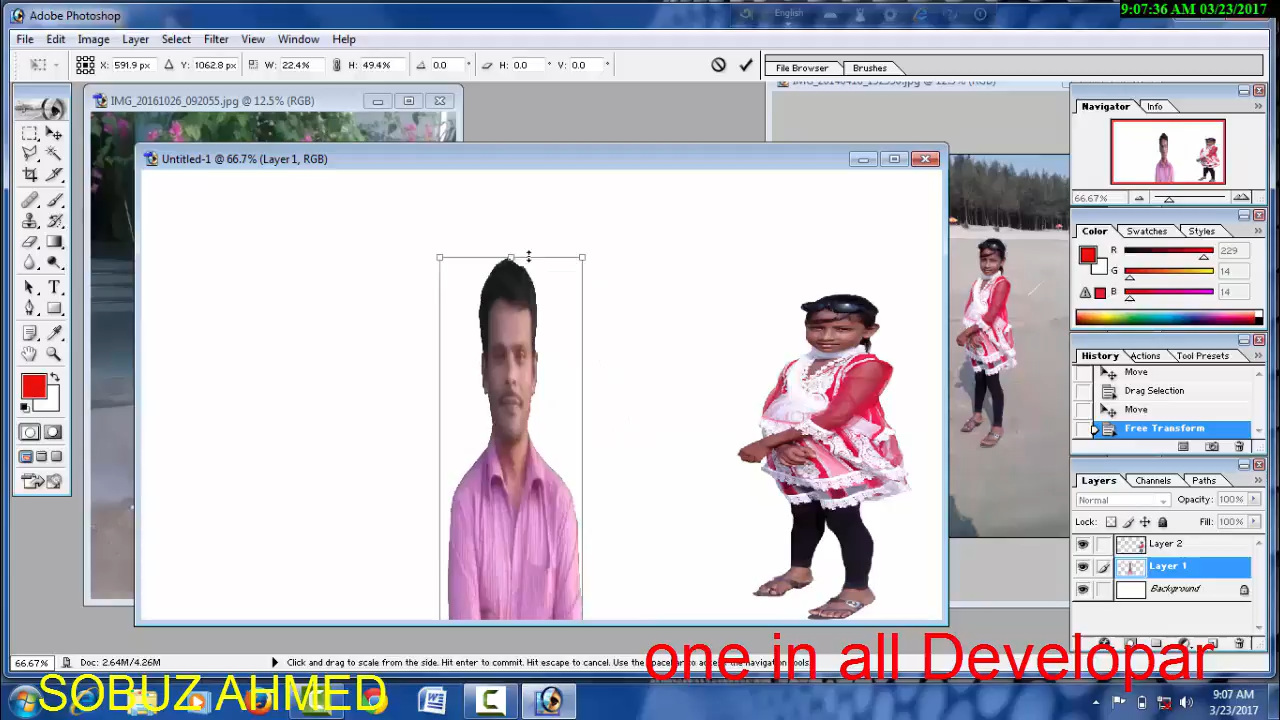 Adobe Photoshop
English
9:07:36 AM 03/23/2017
File Edit Image Layer Select Filter View Window Help
X: 591.9 px Y: 1062.8 px W: 22.4% H: 49.4% 0.0 ° H: 0.0 ° V: 0.0 °
File Browser Brushes
IMG_20161026_092055.jpg @ 12.5% (RGB)
Untitled-1 @ 66.7% (Layer 1, RGB)
Navigator Info
66.67%
Color Swatches Styles
R 229
G 14
B 14
History Actions Tool Presets
Move
Drag Selection
Move
Free Transform
Layers Channels Paths
Normal Opacity: 100%
Lock: Fill: 100%
Layer 2
Layer 1
Background
66.67% Doc: 2.64M/4.26M Click and drag to scale from the side. Hit enter to commit. Hit escape to cancel.
one in all Developar
SOBUZ AHMED
9:07 AM
3/23/2017